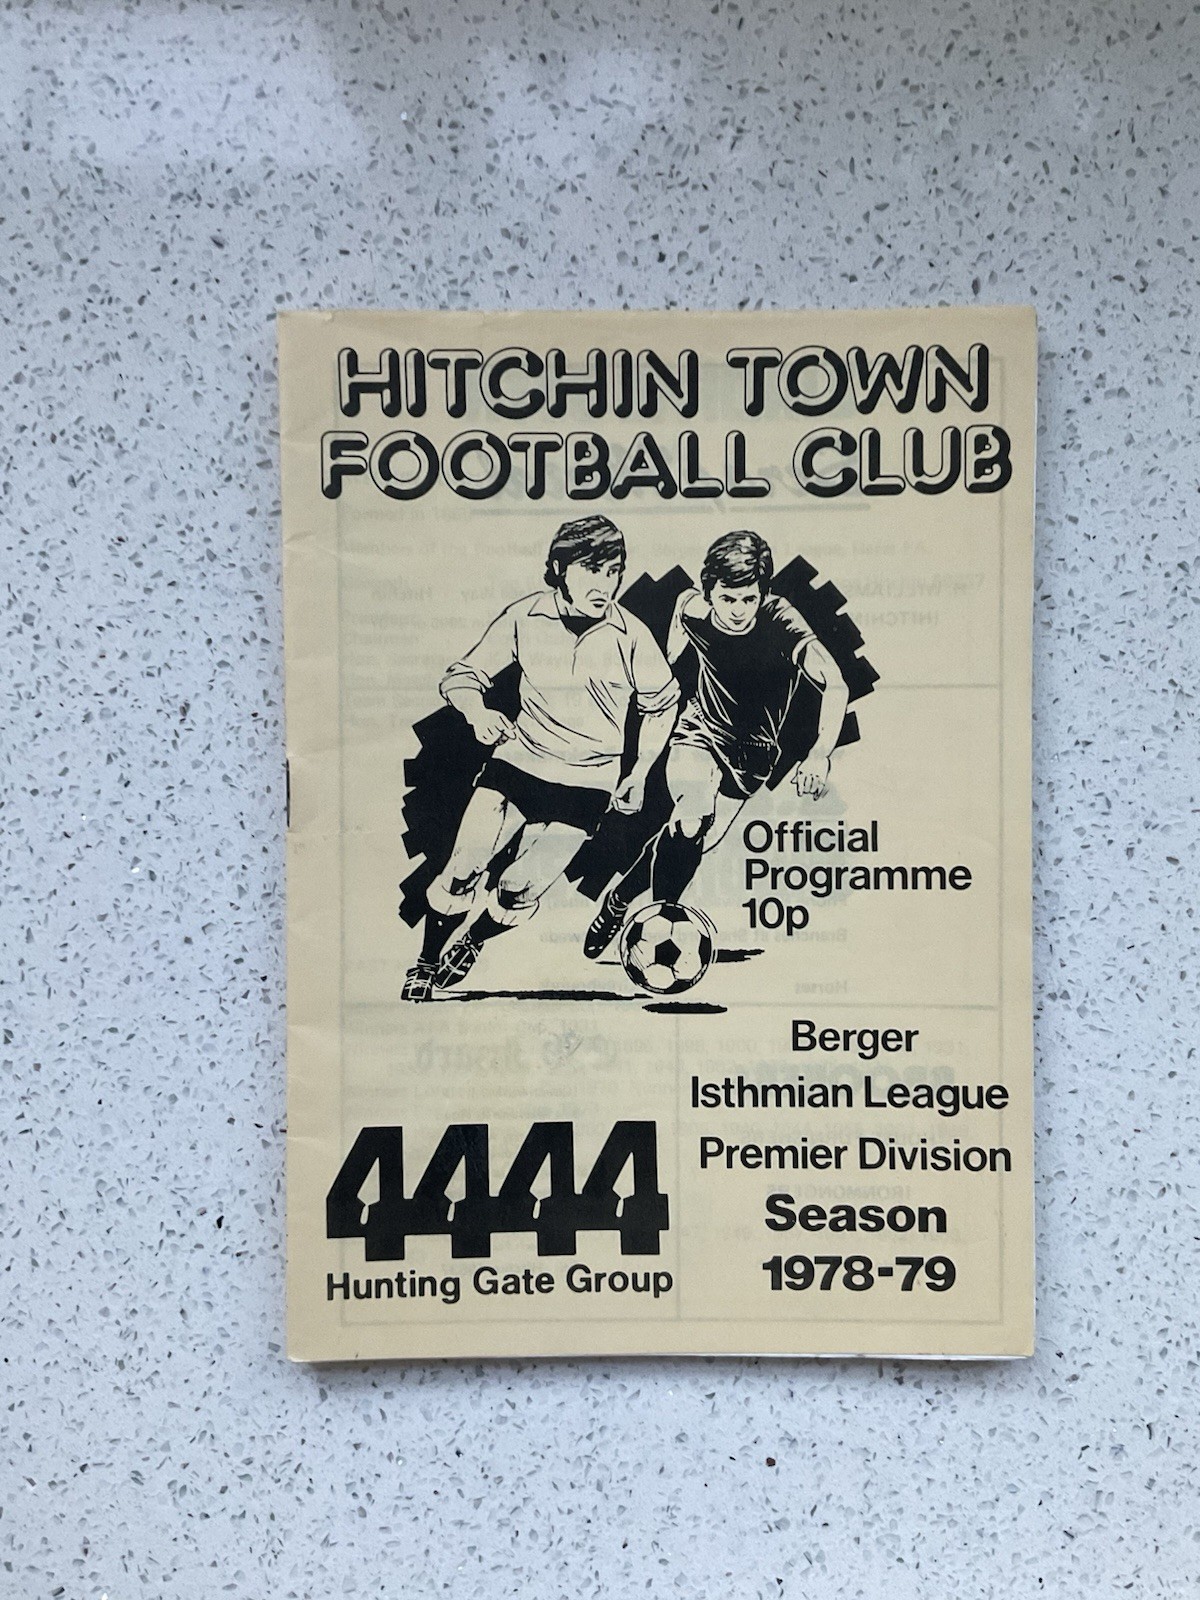 HITCHIN TOWN
FOOTBALL CLUB
Official
Programme
10p
Berger
Isthmian League
Premier Division
Season
1978-79
4444
Hunting Gate Group